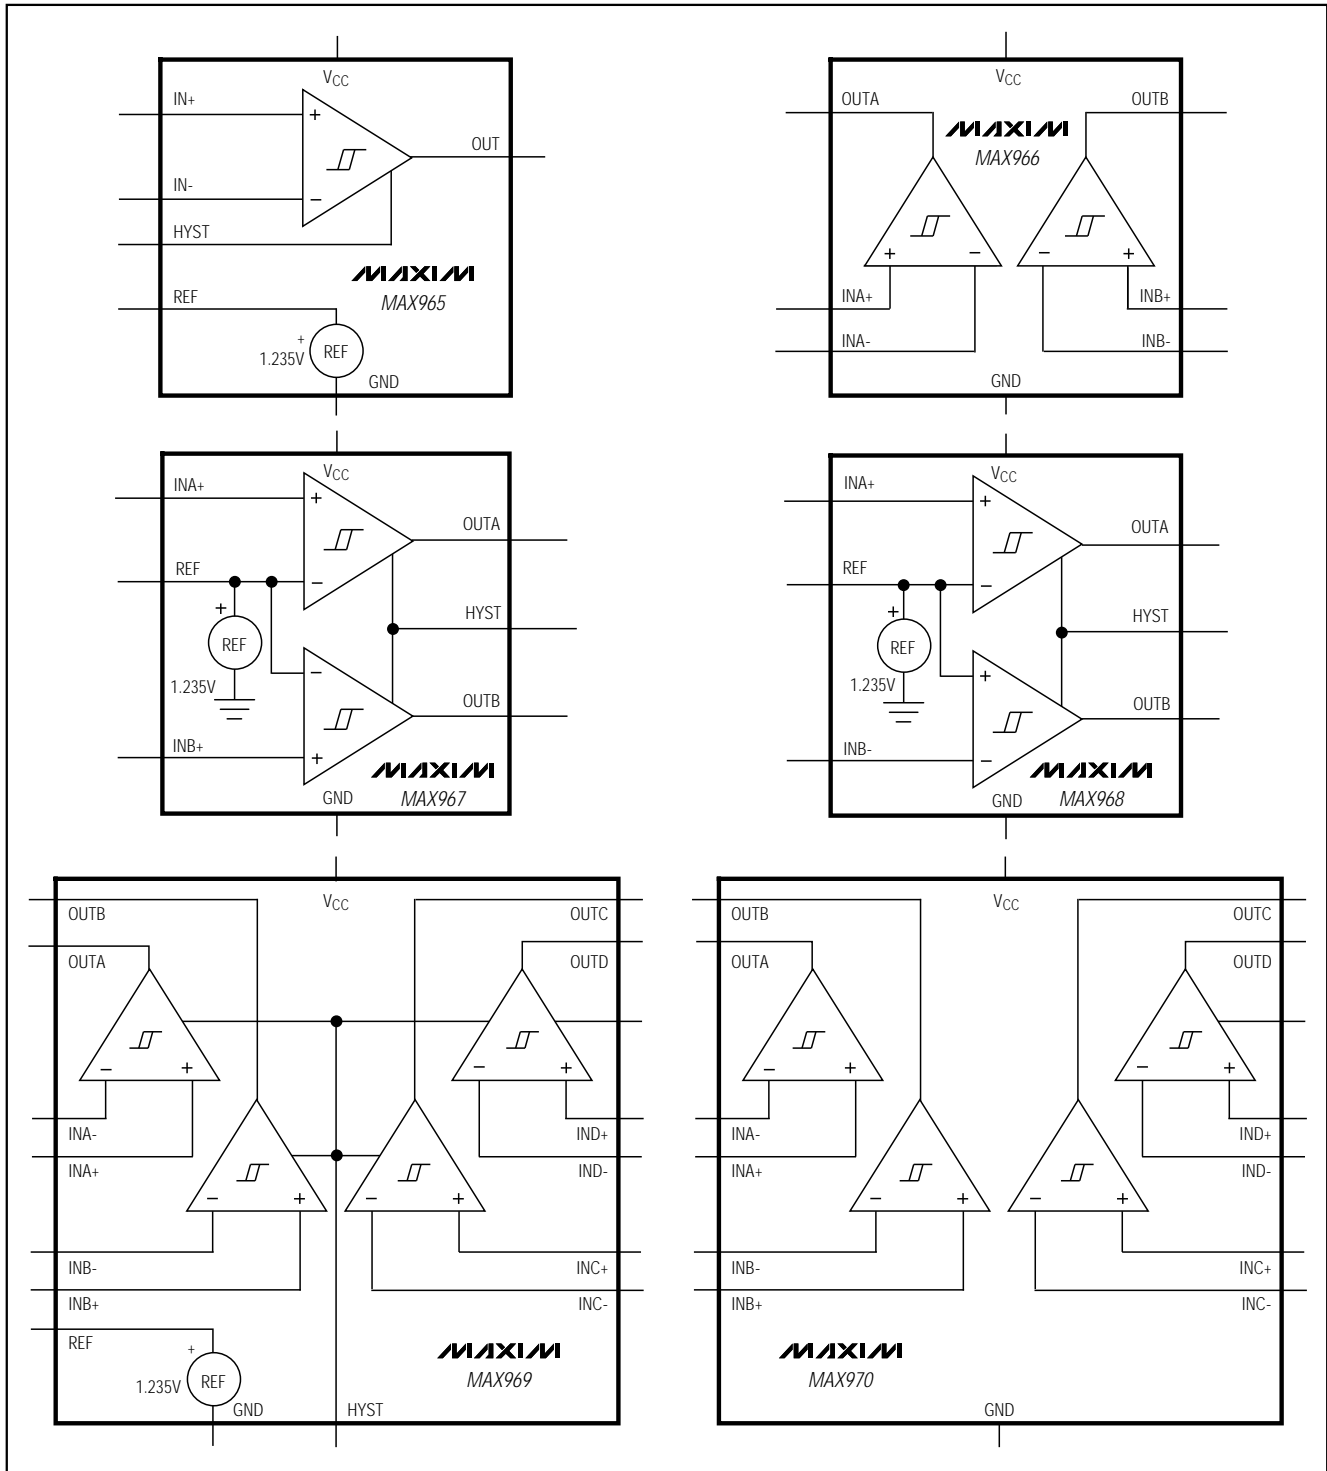 VCC
IN+
+
OUT
IN-
−
HYST
MAXIM
MAX965
REF
+
1.235V
REF
GND
VCC
OUTA
OUTB
MAXIM
MAX966
+
−
−
+
INA+
INB+
INA-
INB-
GND
VCC
INA+
+
OUTA
REF
−
+
HYST
REF
1.235V
−
OUTB
INB+
+
MAXIM
MAX967
GND
VCC
INA+
+
OUTA
REF
−
+
HYST
REF
1.235V
+
OUTB
INB-
−
MAXIM
MAX968
GND
VCC
OUTB
OUTC
OUTA
OUTD
−
+
−
+
INA-
IND+
INA+
IND-
−
+
−
+
INB-
INC+
INB+
INC-
REF
+
1.235V
REF
MAXIM
MAX969
GND
HYST
VCC
OUTB
OUTC
OUTA
OUTD
−
+
−
+
INA-
IND+
INA+
IND-
−
+
−
+
INB-
INC+
INB+
INC-
MAXIM
MAX970
GND